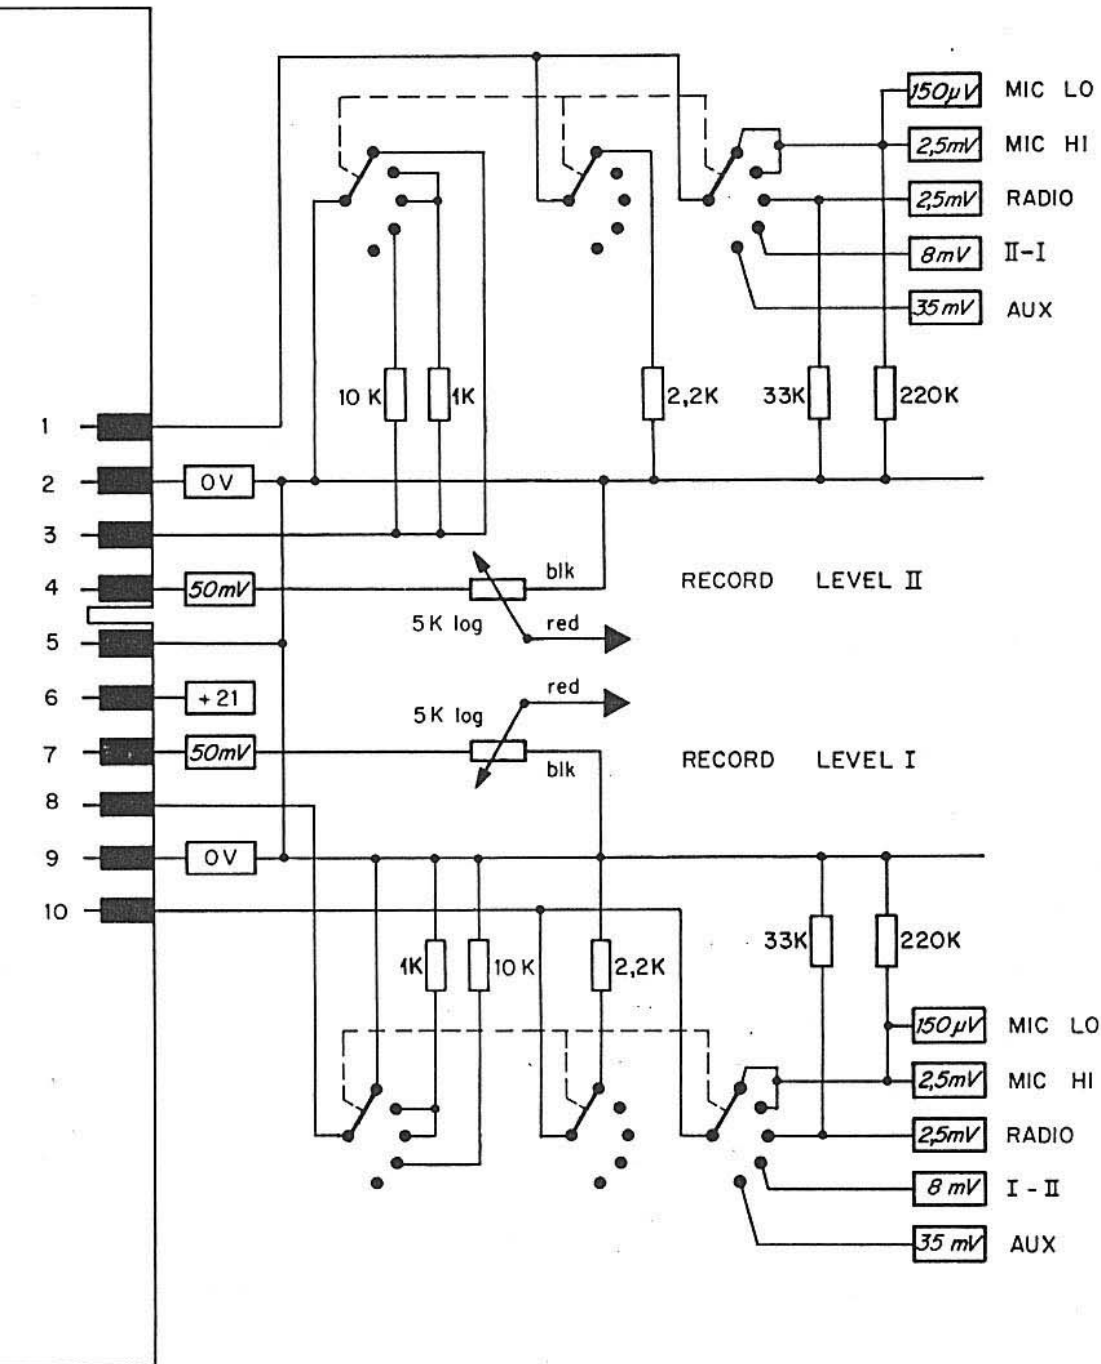 150µV MIC LO
2,5mV MIC HI
2,5mV RADIO
8mV II-I
35mV AUX
10 K 1K 2,2K 33K 220K
1
2 0V
3
4 50mV blk RECORD LEVEL II
5K log red
5
6 +21 red
5K log
7 50mV blk RECORD LEVEL I
8
9 0V
10
1K 10 K 2,2K 33K 220K
150µV MIC LO
2,5mV MIC HI
2,5mV RADIO
8 mV I-II
35 mV AUX